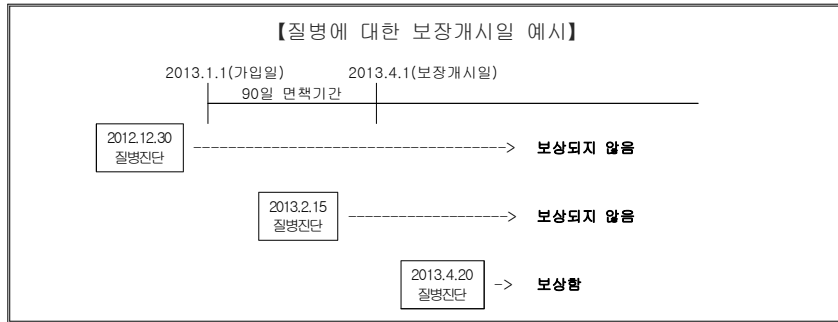 【질병에 대한 보장개시일 예시】
2013.1.1(가입일) 2013.4.1(보장개시일)
90일 면책기간
2012.12.30
질병진단
-----------------------------------> 보상되지 않음
2013.2.15
질병진단
------------------> 보상되지 않음
2013.4.20
질병진단
-> 보상함